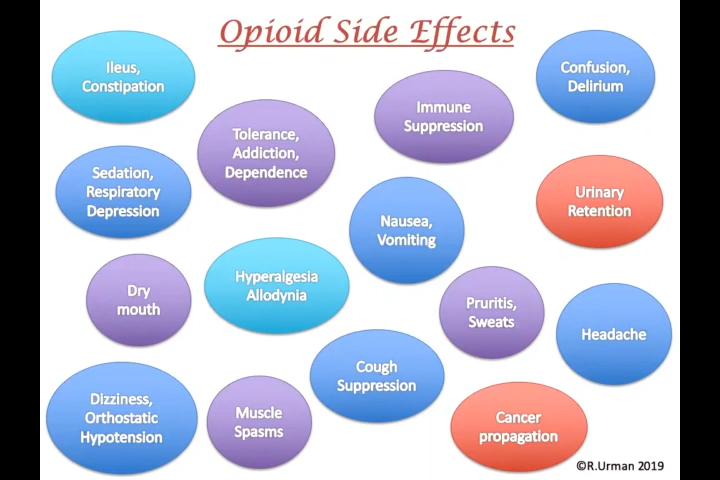 Opioid Side Effects
Ileus,
Constipation
Confusion,
Delirium
Immune
Suppression
Tolerance,
Addiction,
Dependence
Sedation,
Respiratory
Depression
Urinary
Retention
Nausea,
Vomiting
Hyperalgesia
Allodynia
Dry
mouth
Pruritis,
Sweats
Headache
Cough
Suppression
Dizziness,
Orthostatic
Hypotension
Muscle
Spasms
Cancer
propagation
©R.Urman 2019